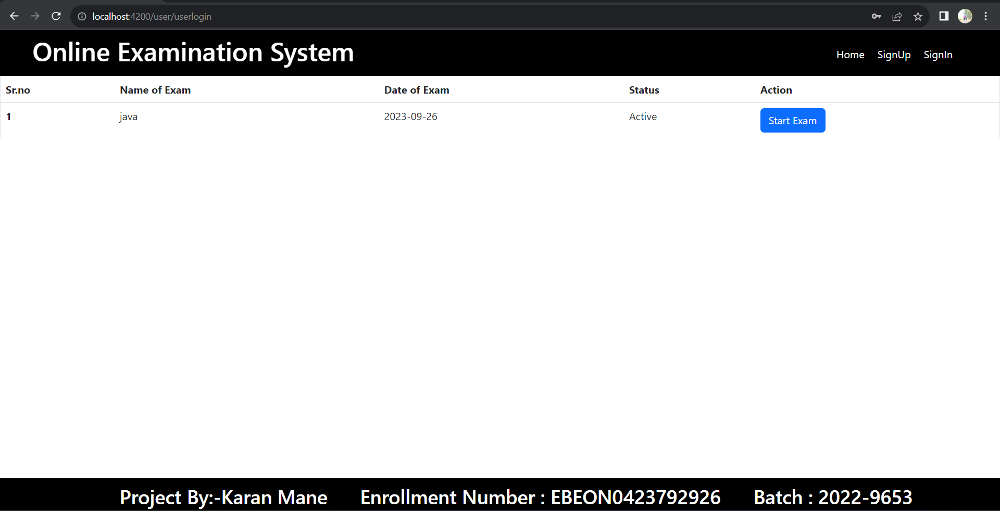 localhost:4200/user/userlogin
Online Examination System
Home SignUp SignIn
Sr.no Name of Exam Date of Exam Status Action
1 java 2023-09-26 Active Start Exam
Project By:-Karan Mane Enrollment Number : EBEON0423792926 Batch : 2022-9653